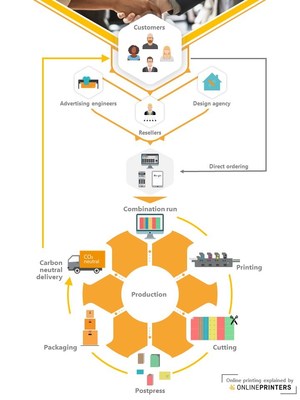 Customers
Advertising engineers
Design agency
Resellers
Direct ordering
Combination run
CO₂
neutral
Carbon
neutral
delivery
Printing
Production
Packaging
Cutting
Postpress
Online printing explained by
ONLINEPRINTERS